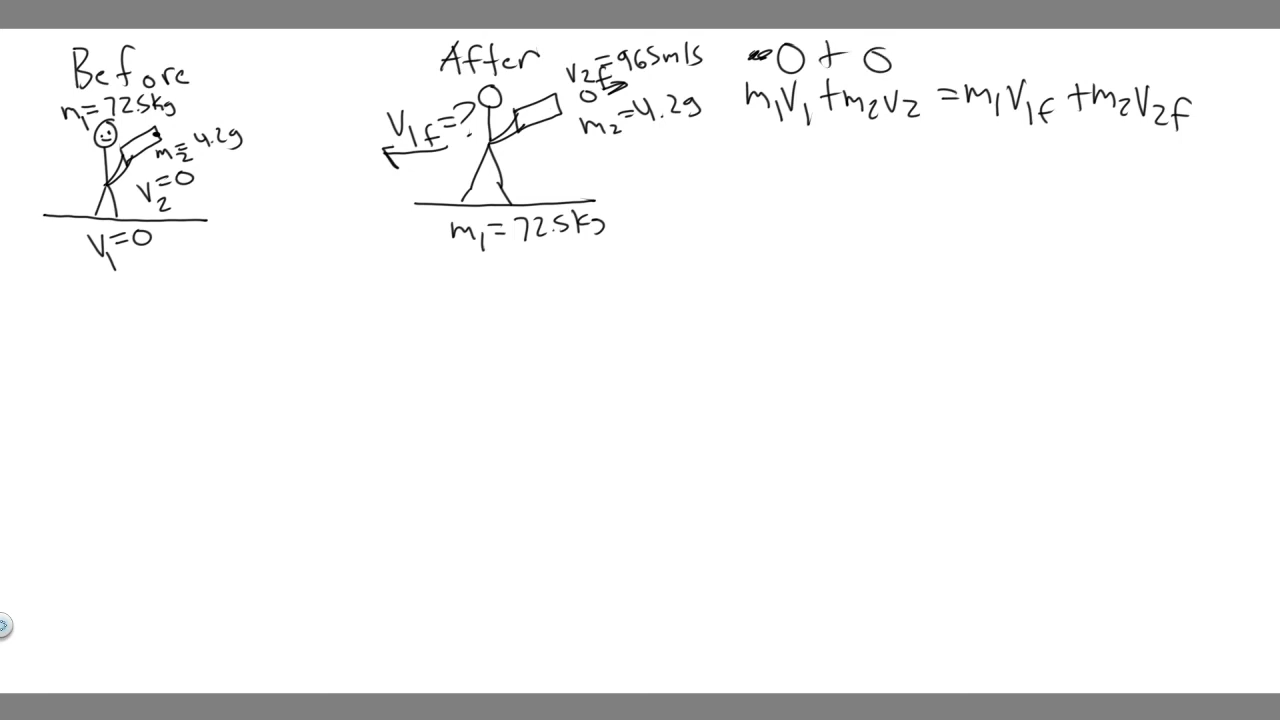 Before
m₁=72.5kg
m₂=4.2g
V₂=0
V₁=0
After
V₂f=965m/s
m₂=4.2g
V₁f=?
m₁=72.5kg
0+0
m₁V₁+m₂V₂=m₁V₁f+m₂V₂f